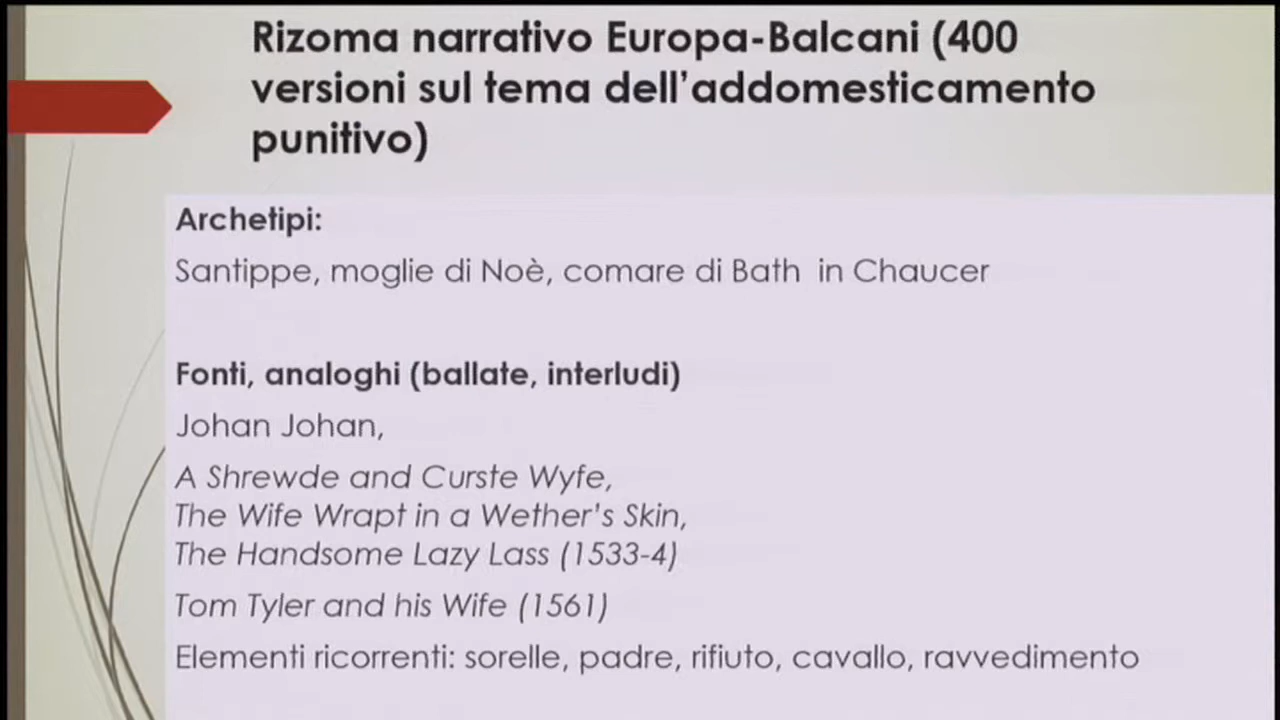 Rizoma narrativo Europa-Balcani (400
versioni sul tema dell'addomesticamento
punitivo)
Archetipi:
Santippe, moglie di Noè, comare di Bath in Chaucer
Fonti, analoghi (ballate, interludi)
Johan Johan,
A Shrewde and Curste Wyfe,
The Wife Wrapt in a Wether's Skin,
The Handsome Lazy Lass (1533-4)
Tom Tyler and his Wife (1561)
Elementi ricorrenti: sorelle, padre, rifiuto, cavallo, ravvedimento